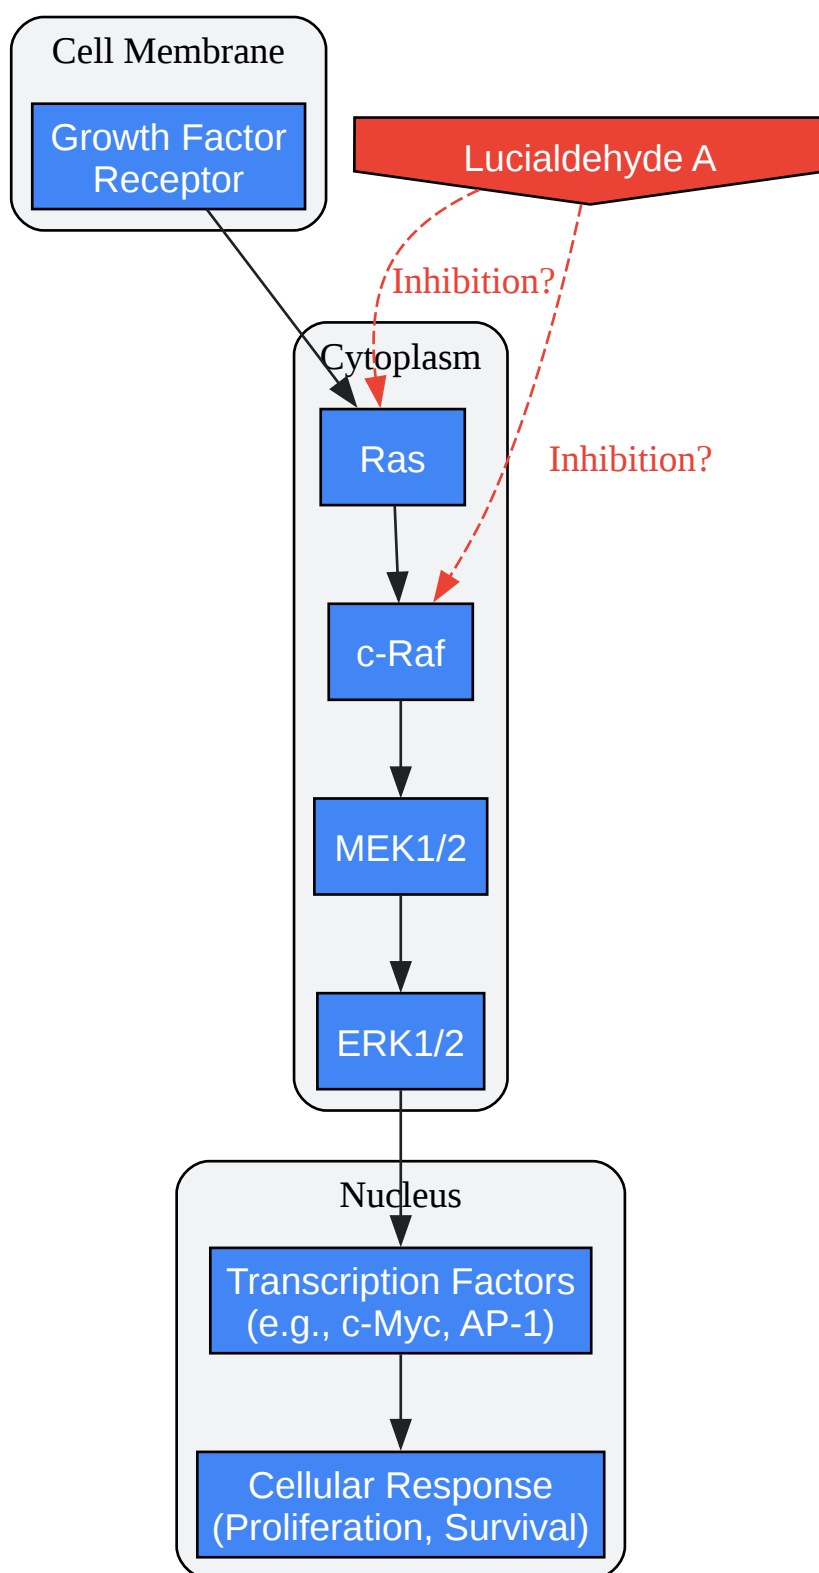 Cell Membrane
Growth Factor
Receptor
Lucialdehyde A
Inhibition?
Cytoplasm
Ras
Inhibition?
c-Raf
MEK1/2
ERK1/2
Nucleus
Transcription Factors
(e.g., c-Myc, AP-1)
Cellular Response
(Proliferation, Survival)